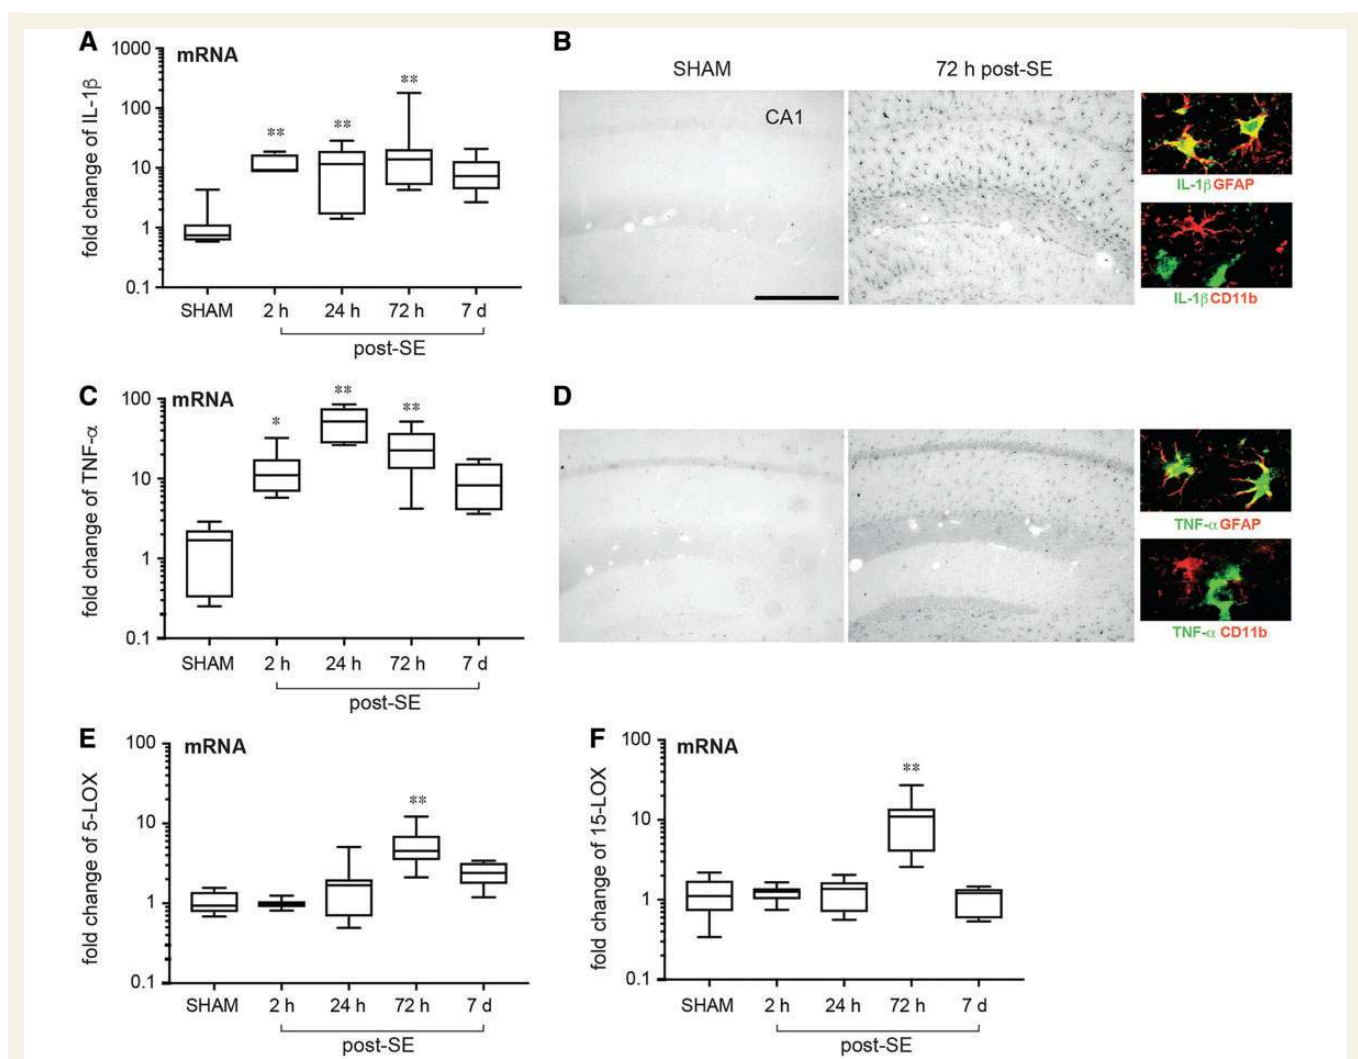 A
mRNA
fold change of IL-1β
1000
100
10
1
0.1
**
**
**
SHAM 2 h 24 h 72 h 7 d
post-SE
B
SHAM 72 h post-SE
CA1
IL-1β GFAP
IL-1β CD11b
C
mRNA
fold change of TNF-α
100
10
1
0.1
*
**
**
SHAM 2 h 24 h 72 h 7 d
post-SE
D
TNF-α GFAP
TNF-α CD11b
E
mRNA
fold change of 5-LOX
100
10
1
0.1
**
SHAM 2 h 24 h 72 h 7 d
post-SE
F
mRNA
fold change of 15-LOX
100
10
1
0.1
**
SHAM 2 h 24 h 72 h 7 d
post-SE